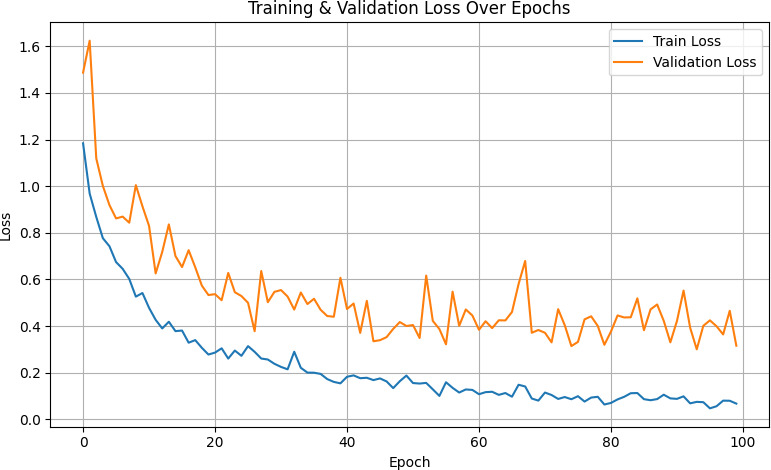 Training & Validation Loss Over Epochs
Train Loss
Validation Loss
Loss
1.6
1.4
1.2
1.0
0.8
0.6
0.4
0.2
0.0
0 20 40 60 80 100
Epoch